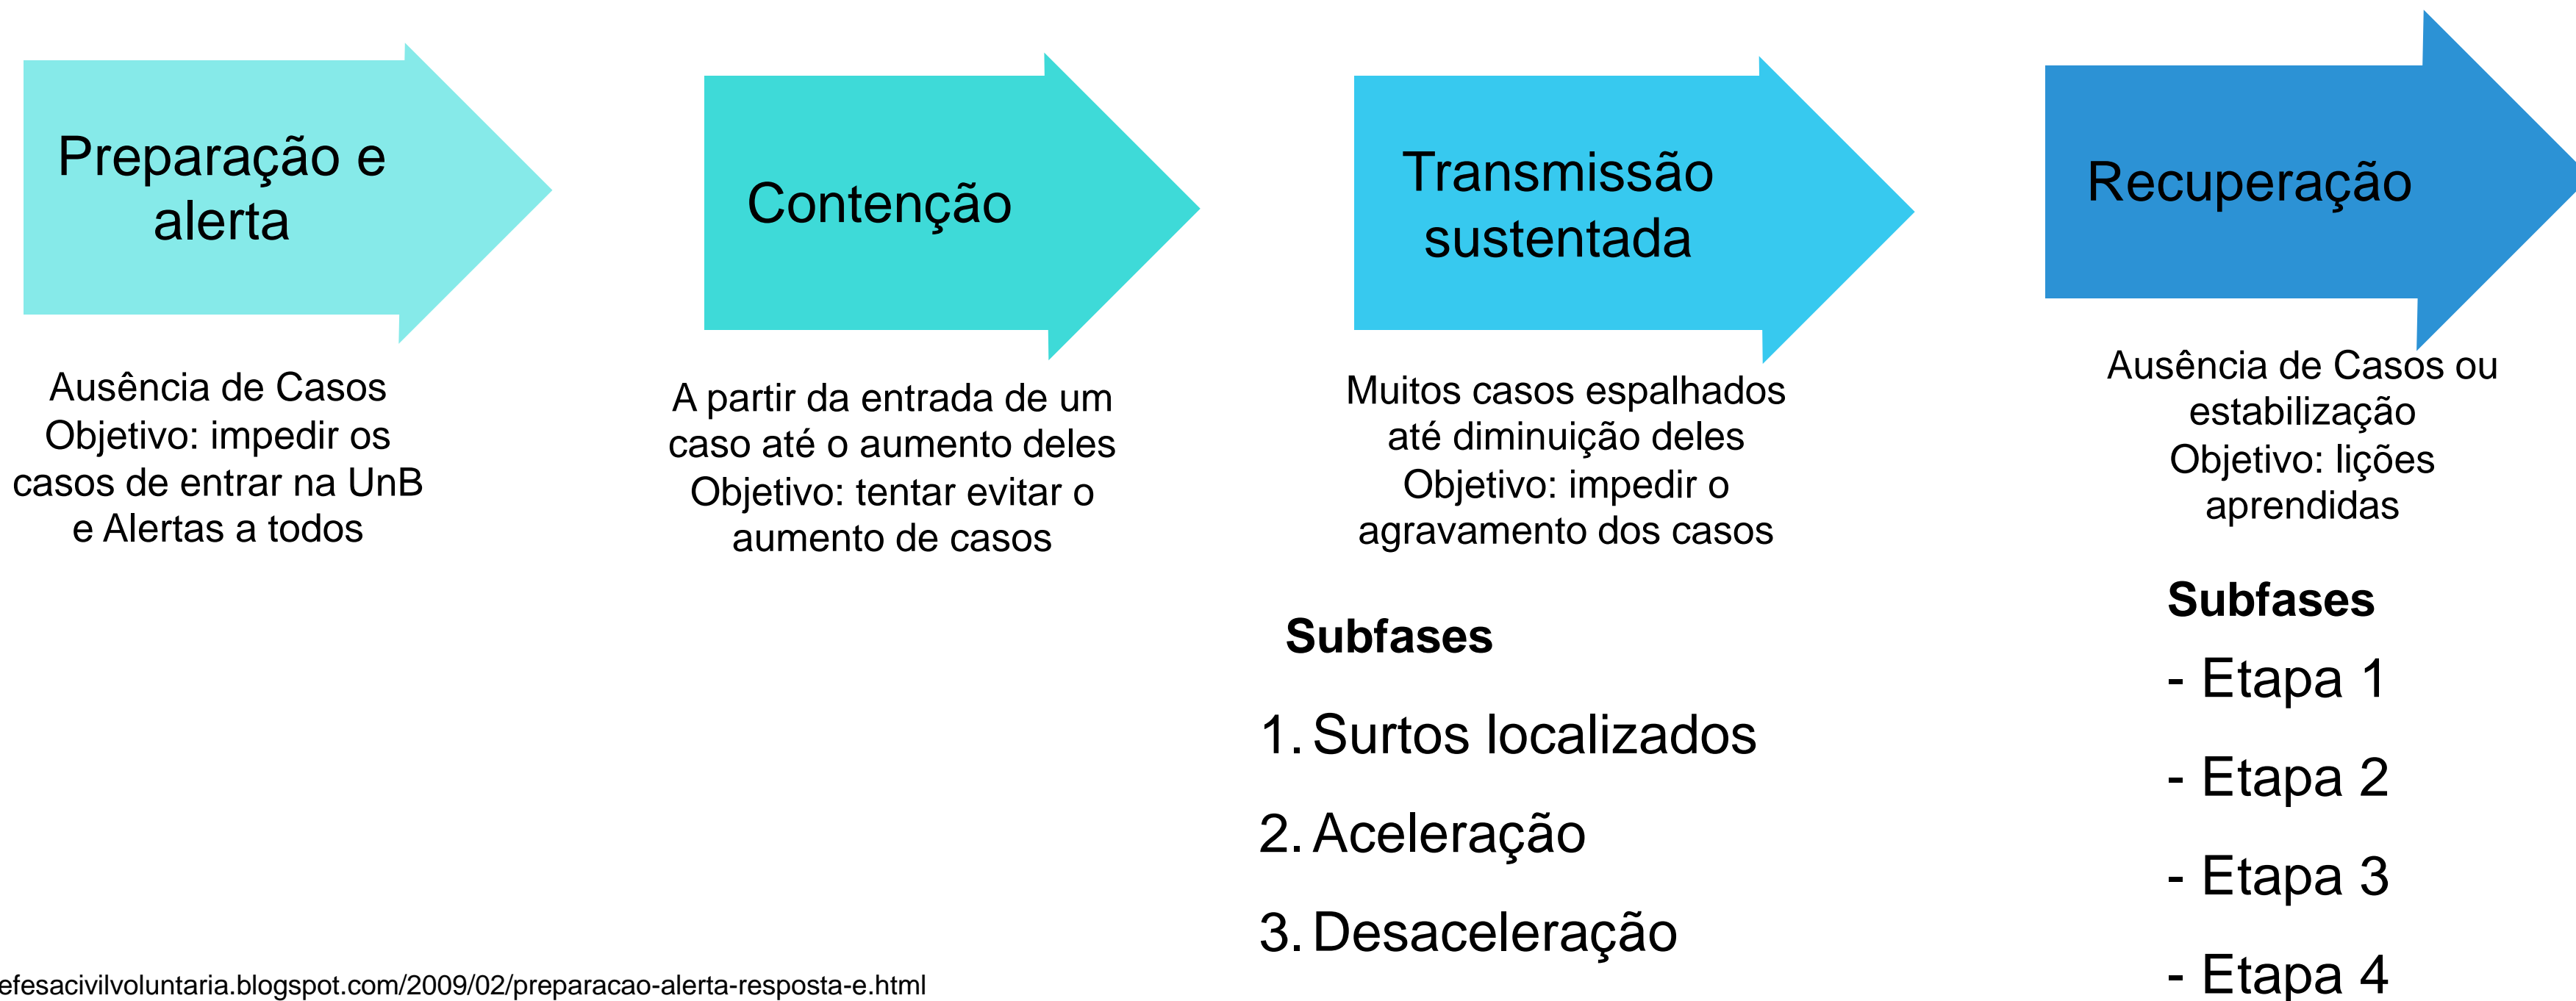 Preparação e
alerta
Ausência de Casos
Objetivo: impedir os
casos de entrar na UnB
e Alertas a todos
Contenção
A partir da entrada de um
caso até o aumento deles
Objetivo: tentar evitar o
aumento de casos
Transmissão
sustentada
Muitos casos espalhados
até diminuição deles
Objetivo: impedir o
agravamento dos casos
Subfases
1. Surtos localizados
2. Aceleração
3. Desaceleração
Recuperação
Ausência de Casos ou
estabilização
Objetivo: lições
aprendidas
Subfases
- Etapa 1
- Etapa 2
- Etapa 3
- Etapa 4
efesacivilvoluntaria.blogspot.com/2009/02/preparacao-alerta-resposta-e.html